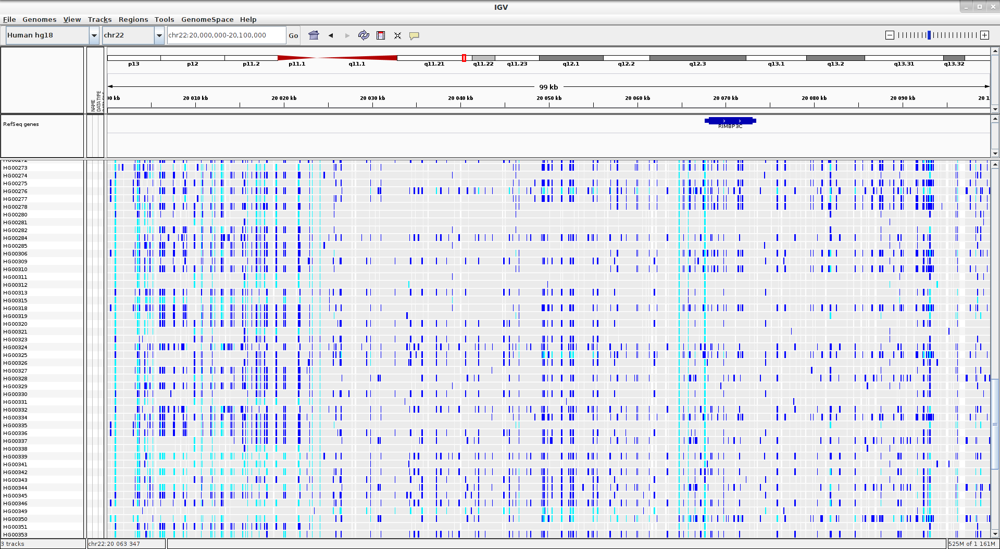 IGV
File Genomes View Tracks Regions Tools GenomeSpace Help
Human hg18 chr22 chr22:20,000,000-20,100,000 Go
p13 p12 p11.2 p11.1 q11.1 q11.21 q11.22 q11.23 q12.1 q12.2 q12.3 q13.1 q13.2 q13.31 q13.32
99 kb
00 kb 20 010 kb 20 020 kb 20 030 kb 20 040 kb 20 050 kb 20 060 kb 20 070 kb 20 080 kb 20 090 kb 20 1
NAME
DATA TYPE
RefSeq genes
RIMBP3C
HG00272
HG00273
HG00274
HG00275
HG00276
HG00277
HG00278
HG00280
HG00281
HG00282
HG00284
HG00285
HG00306
HG00309
HG00310
HG00311
HG00312
HG00313
HG00315
HG00318
HG00319
HG00320
HG00321
HG00323
HG00324
HG00325
HG00326
HG00327
HG00328
HG00329
HG00330
HG00331
HG00332
HG00334
HG00335
HG00336
HG00337
HG00338
HG00339
HG00341
HG00342
HG00343
HG00344
HG00345
HG00346
HG00349
HG00350
HG00351
HG00353
3 tracks chr22:20 063 347 525M of 1 161M